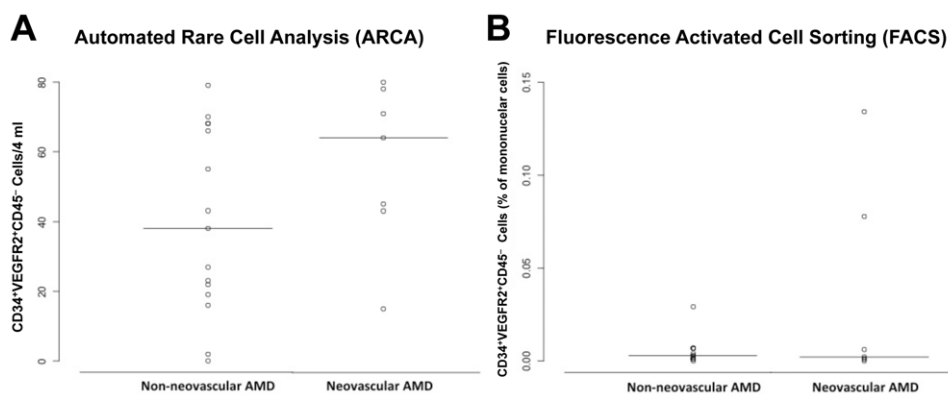 A
Automated Rare Cell Analysis (ARCA)
CD34⁺VEGFR2⁺CD45⁻ Cells/4 ml
80
60
40
20
0
Non-neovascular AMD
Neovascular AMD
B
Fluorescence Activated Cell Sorting (FACS)
CD34⁺VEGFR2⁺CD45⁻ Cells (% of mononucelar cells)
0.15
0.10
0.05
0.00
Non-neovascular AMD
Neovascular AMD